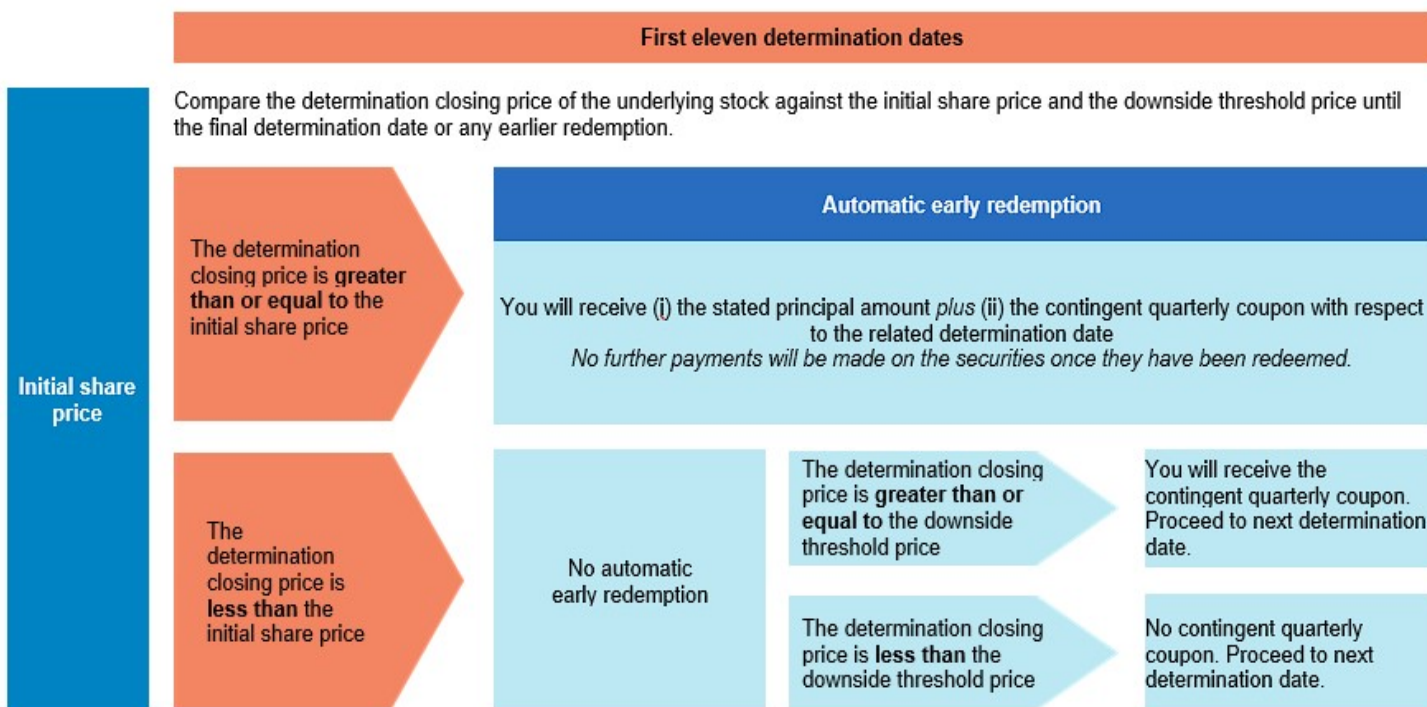 First eleven determination dates
Compare the determination closing price of the underlying stock against the initial share price and the downside threshold price until
the final determination date or any earlier redemption.
Initial share
price
The determination
closing price is greater
than or equal to the
initial share price
Automatic early redemption
You will receive (i) the stated principal amount plus (ii) the contingent quarterly coupon with respect
to the related determination date
No further payments will be made on the securities once they have been redeemed.
The
determination
closing price is
less than the
initial share price
No automatic
early redemption
The determination closing
price is greater than or
equal to the downside
threshold price
You will receive the
contingent quarterly coupon.
Proceed to next determination
date.
The determination closing
price is less than the
downside threshold price
No contingent quarterly
coupon. Proceed to next
determination date.